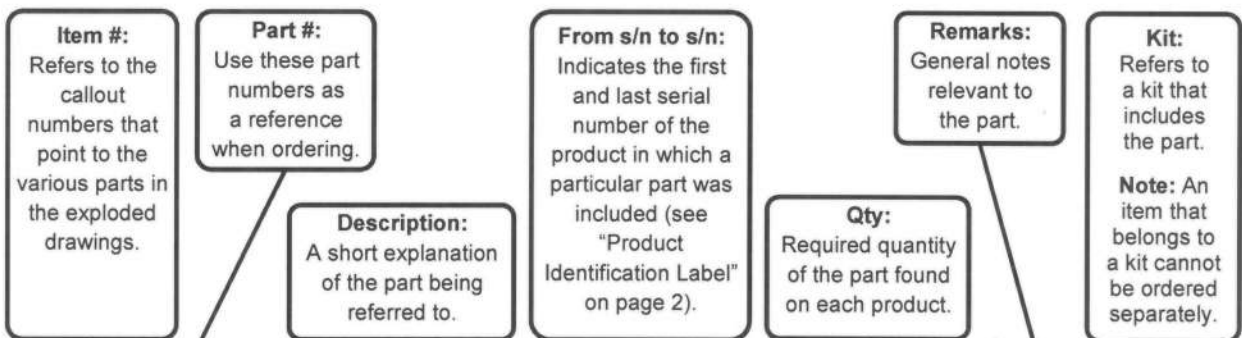 Item #:
Refers to the
callout
numbers that
point to the
various parts in
the exploded
drawings.
Part #:
Use these part
numbers as
a reference
when ordering.
Description:
A short explanation
of the part being
referred to.
From s/n to s/n:
Indicates the first
and last serial
number of the
product in which a
particular part was
included (see
“Product
Identification Label”
on page 2).
Qty:
Required quantity
of the part found
on each product.
Remarks:
General notes
relevant to
the part.
Kit:
Refers to
a kit that
includes
the part.
Note: An
item that
belongs to
a kit cannot
be ordered
separately.